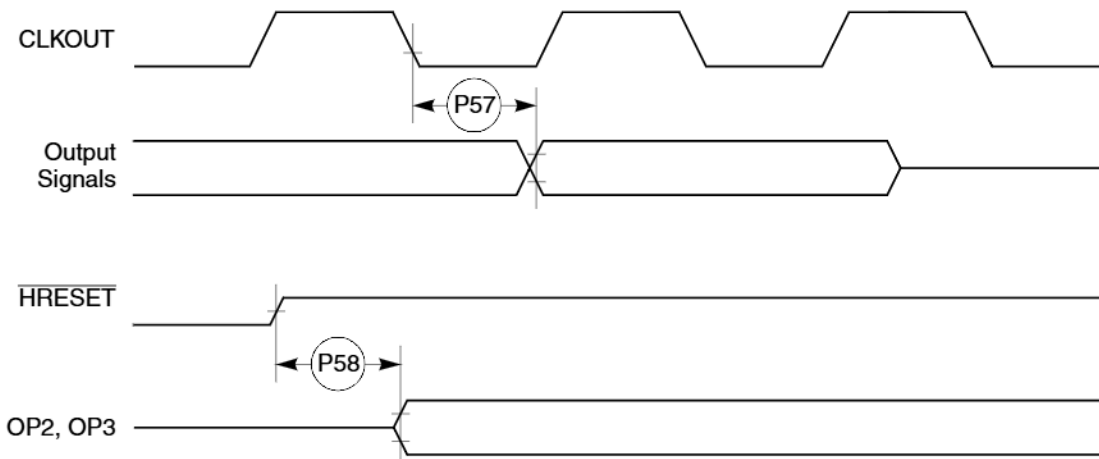 CLKOUT
P57
Output
Signals
HRESET
P58
OP2, OP3